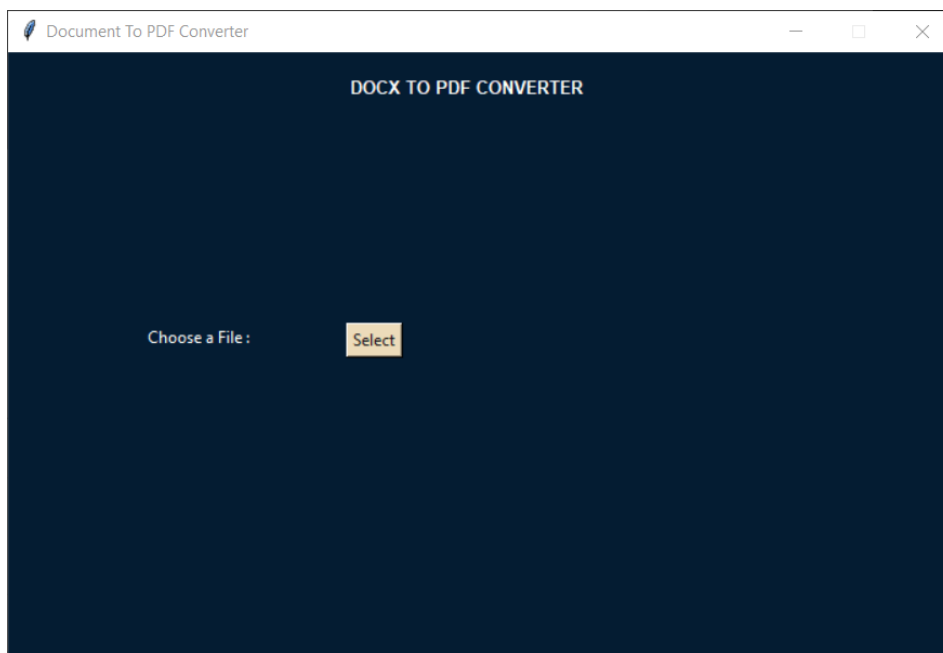 Document To PDF Converter
DOCX TO PDF CONVERTER
Choose a File :
Select